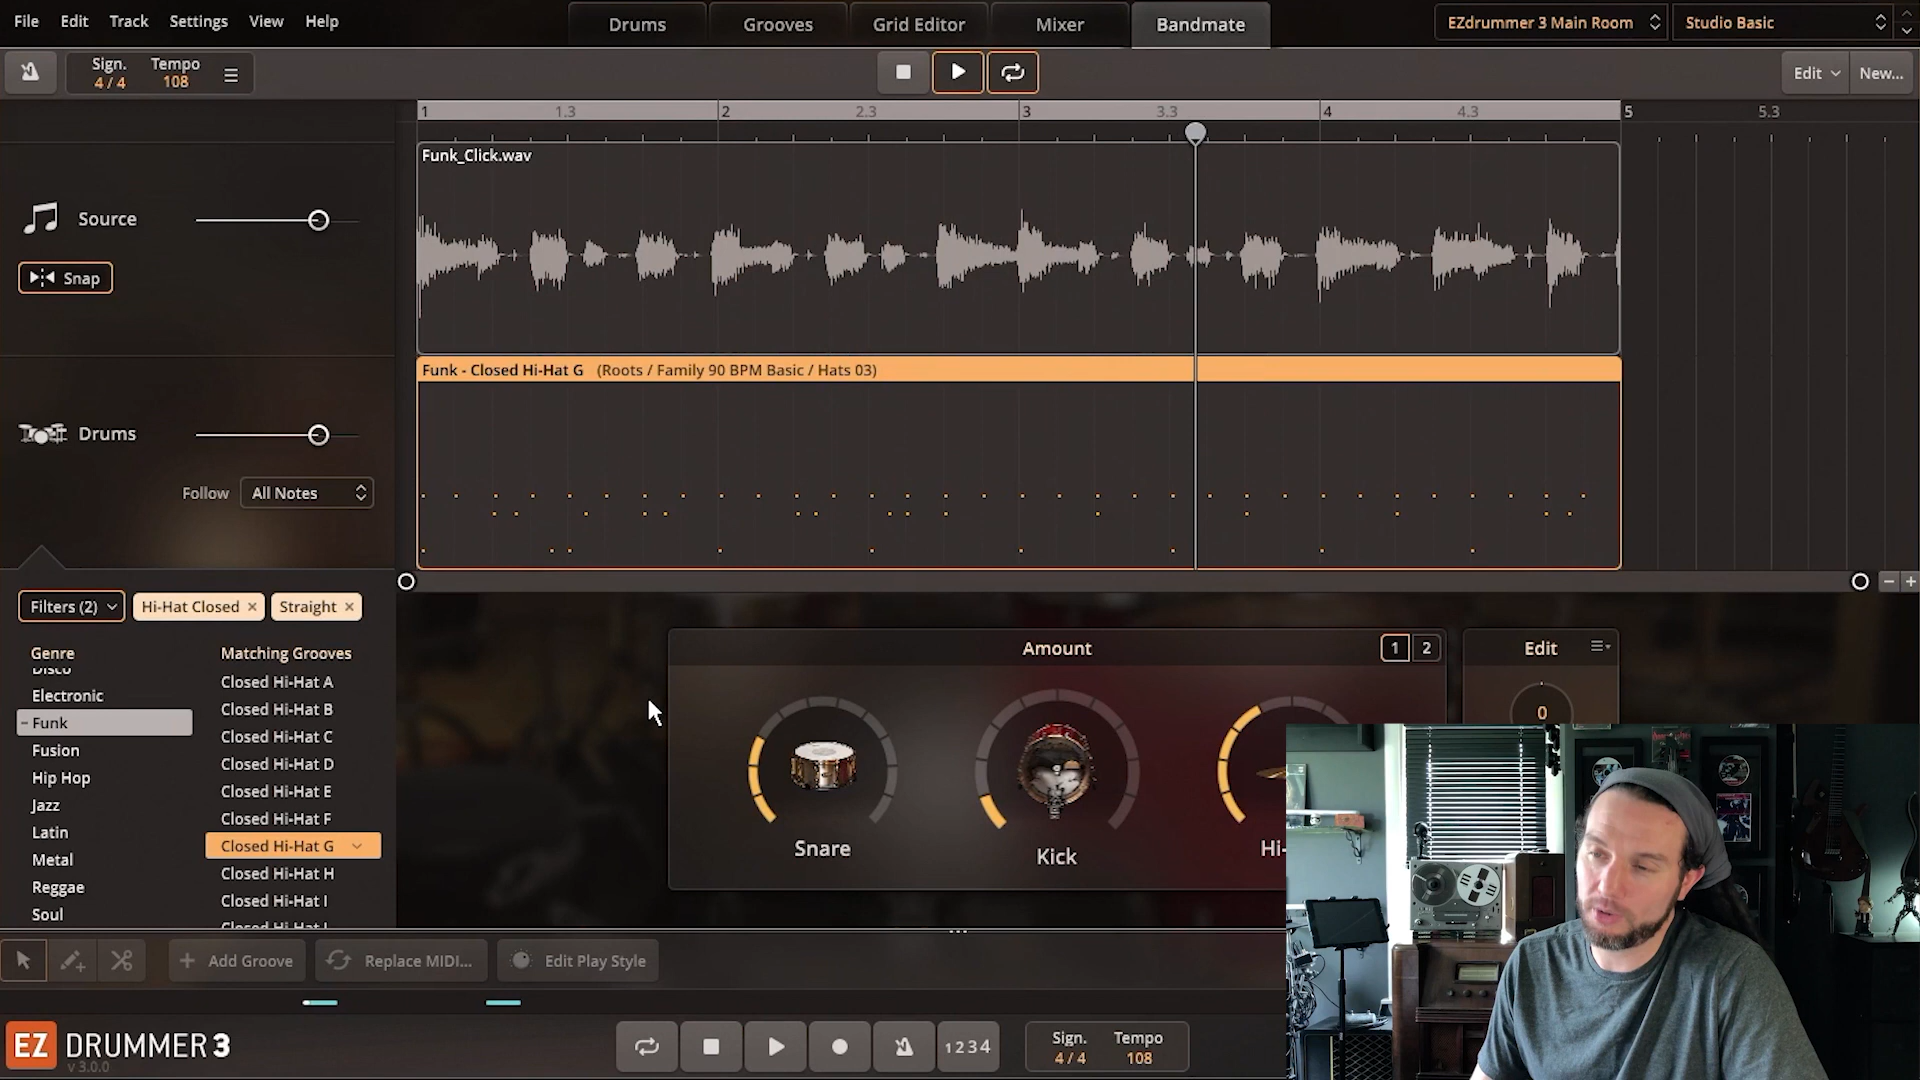 File Edit Track Settings View Help
Drums Grooves Grid Editor Mixer Bandmate
EZdrummer 3 Main Room Studio Basic
Sign. Tempo
4/4 108
Edit New...
1 1.3 2 2.3 3 3.3 4 4.3 5 5.3
Funk_Click.wav
Source
Snap
Funk - Closed Hi-Hat G (Roots / Family 90 BPM Basic / Hats 03)
Drums
Follow All Notes
Filters (2) Hi-Hat Closed × Straight ×
Genre Matching Grooves
Disco Closed Hi-Hat A
Electronic Closed Hi-Hat B
Funk Closed Hi-Hat C
Fusion Closed Hi-Hat D
Hip Hop Closed Hi-Hat E
Jazz Closed Hi-Hat F
Latin Closed Hi-Hat G
Metal Closed Hi-Hat H
Reggae Closed Hi-Hat I
Soul
Amount 1 2
Edit
0
Snare Kick Hi-
Add Groove Replace MIDI... Edit Play Style
EZ DRUMMER 3
v 3.0.0
1 2 3 4
Sign. Tempo
4/4 108